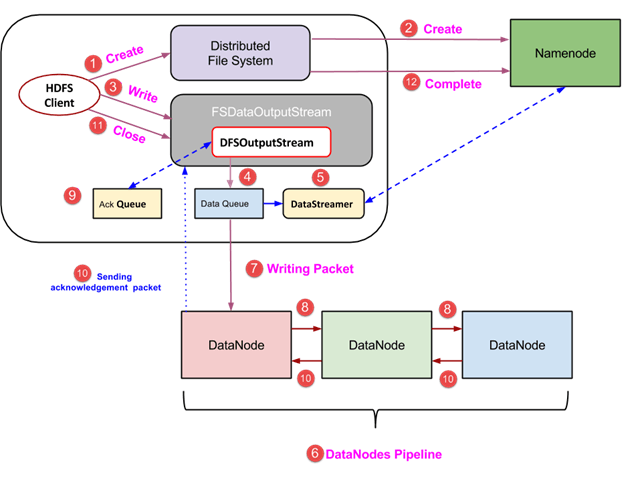 2 Create
1 Create
Distributed
File System
Namenode
12 Complete
HDFS
Client
3 Write
11 Close
FSDataOutputStream
DFSOutputStream
9
4
5
Ack Queue
Data Queue
DataStreamer
10 Sending
acknowledgement packet
7 Writing Packet
8
8
DataNode
DataNode
DataNode
10
10
6 DataNodes Pipeline